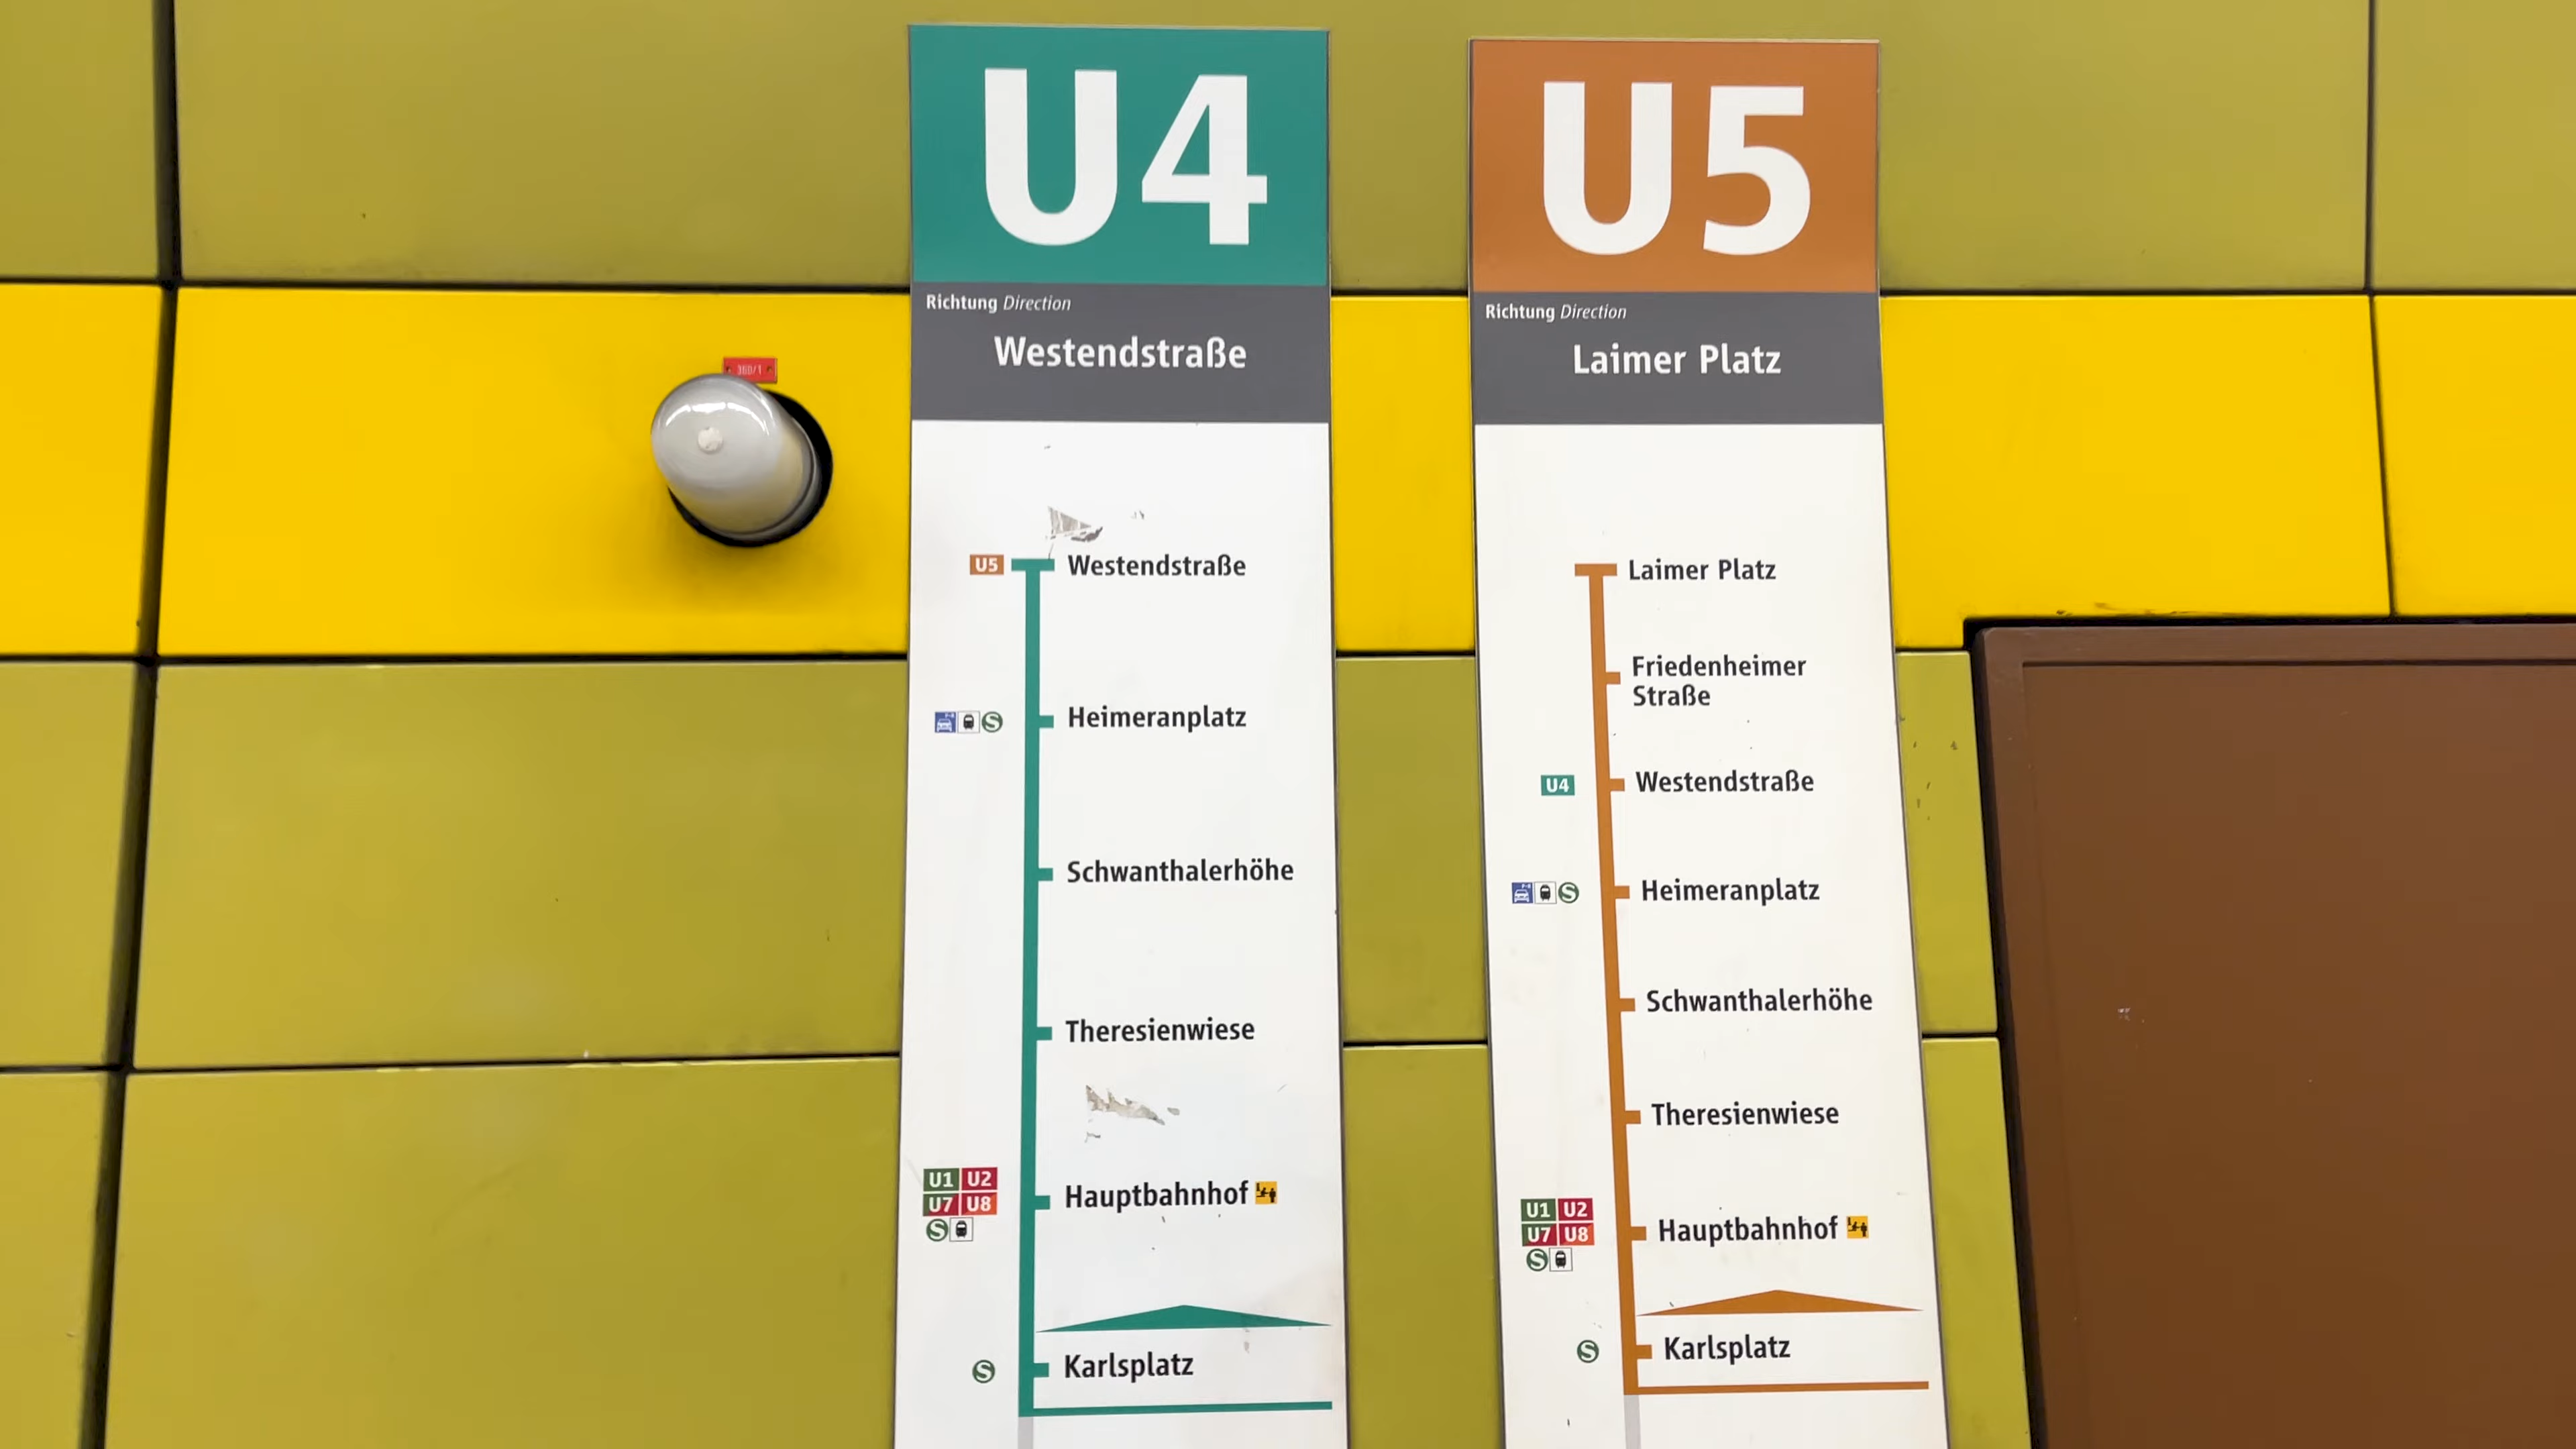 U4
Richtung Direction
Westendstraße
U5 Westendstraße
S Heimeranplatz
Schwanthalerhöhe
Theresienwiese
U1 U2
U7 U8
S
Hauptbahnhof
S Karlsplatz
U5
Richtung Direction
Laimer Platz
Laimer Platz
Friedenheimer
Straße
U4 Westendstraße
S Heimeranplatz
Schwanthalerhöhe
Theresienwiese
U1 U2
U7 U8
S
Hauptbahnhof
S Karlsplatz